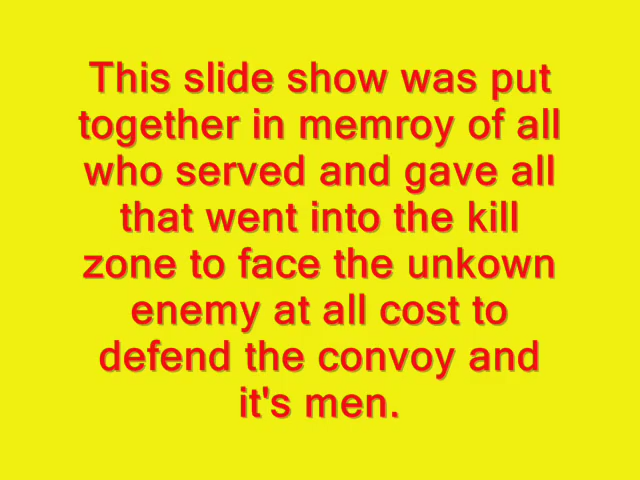 This slide show was put
together in memroy of all
who served and gave all
that went into the kill
zone to face the unkown
enemy at all cost to
defend the convoy and
it's men.